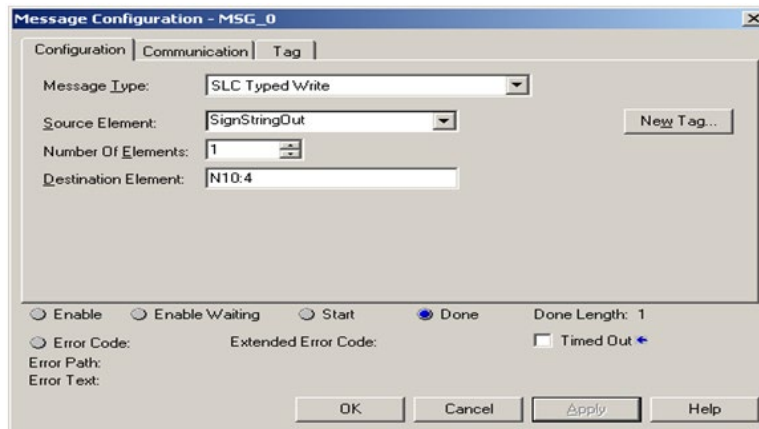 Message Configuration - MSG_0
Configuration Communication Tag
Message Type: SLC Typed Write
Source Element: SignStringOut New Tag...
Number Of Elements: 1
Destination Element: N10:4
Enable Enable Waiting Start Done Done Length: 1
Error Code: Extended Error Code: Timed Out
Error Path:
Error Text:
OK Cancel Apply Help